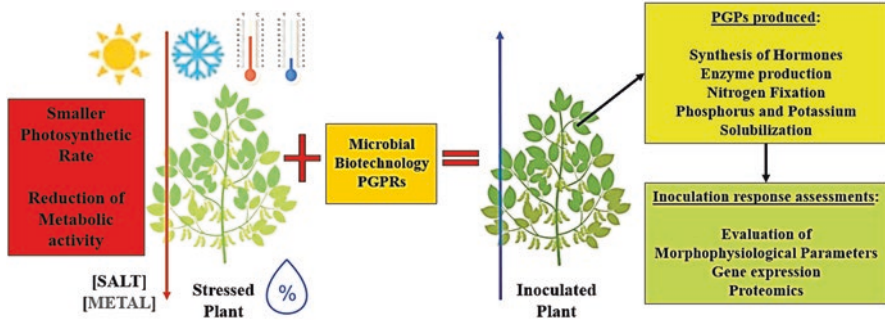 Smaller
Photosynthetic
Rate
Reduction of
Metabolic
activity
[SALT]
[METAL]
Stressed
Plant
%
Microbial
Biotechnology
PGPRs
Inoculated
Plant
PGPs produced:
Synthesis of Hormones
Enzyme production
Nitrogen Fixation
Phosphorus and Potassium
Solubilization
Inoculation response assessments:
Evaluation of
Morphophysiological Parameters
Gene expression
Proteomics